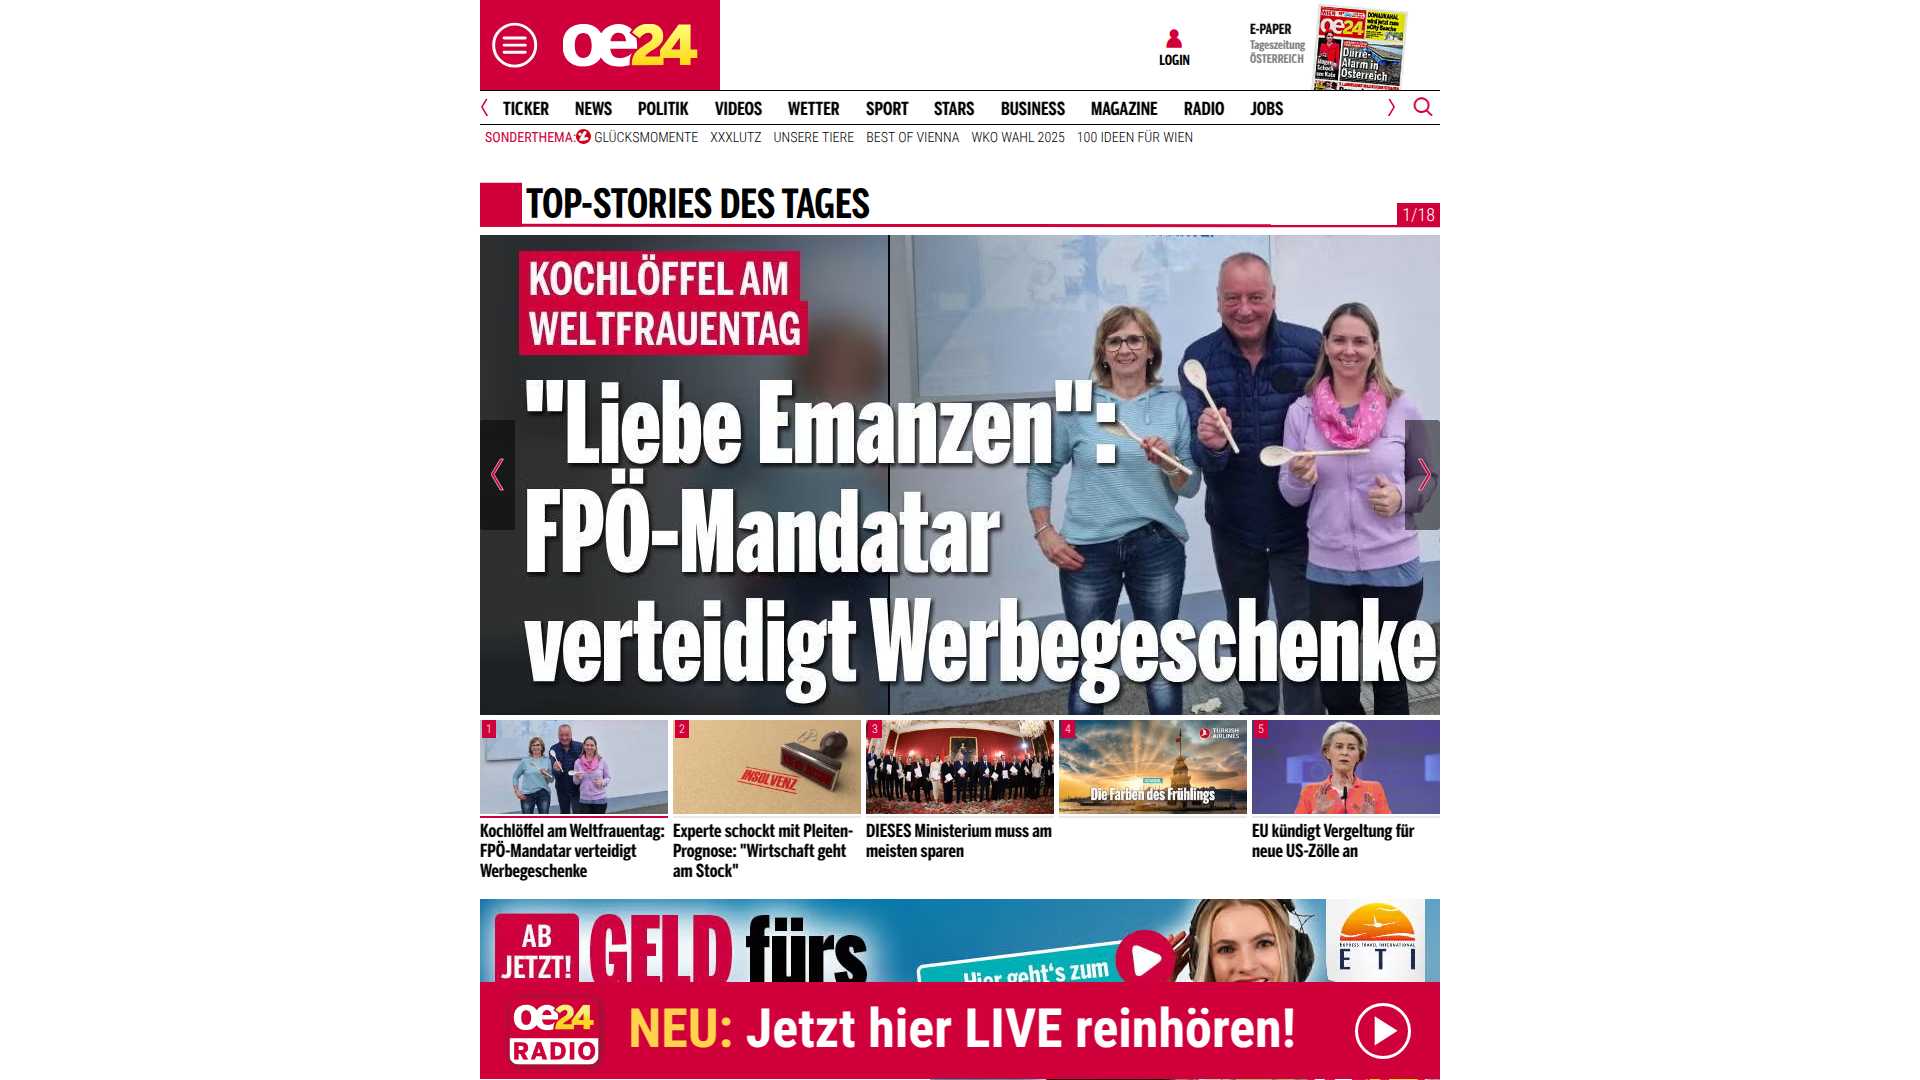 oe24
LOGIN
E-PAPER
Tageszeitung
ÖSTERREICH
oe24
Dürre-
Alarm in
Österreich
TICKER NEWS POLITIK VIDEOS WETTER SPORT STARS BUSINESS MAGAZINE RADIO JOBS
SONDERTHEMA: GLÜCKSMOMENTE XXXLUTZ UNSERE TIERE BEST OF VIENNA WKO WAHL 2025 100 IDEEN FÜR WIEN
TOP-STORIES DES TAGES
1/18
KOCHLÖFFEL AM
WELTFRAUENTAG
"Liebe Emanzen":
FPÖ-Mandatar
verteidigt Werbegeschenke
1
2
INSOLVENZ
3
4
TURKISH
AIRLINES
Die Farben des Frühlings
5
Kochlöffel am Weltfrauentag:
FPÖ-Mandatar verteidigt
Werbegeschenke
Experte schockt mit Pleiten-
Prognose: "Wirtschaft geht
am Stock"
DIESES Ministerium muss am
meisten sparen
EU kündigt Vergeltung für
neue US-Zölle an
AB
JETZT!
GELD fürs
Hier geht's zum
EXPRESS TRAVEL INTERNATIONAL
ETI
oe24
RADIO
NEU: Jetzt hier LIVE reinhören!